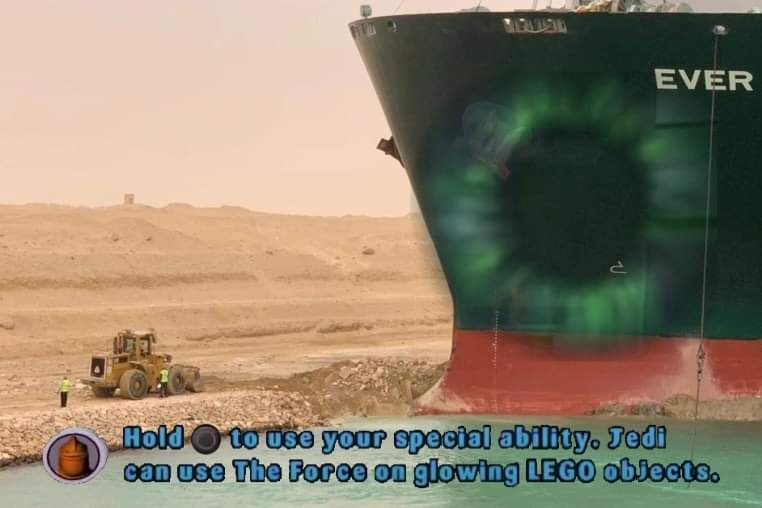 EVER
Hold to use your special ability. Jedi
can use The Force on glowing LEGO objects.